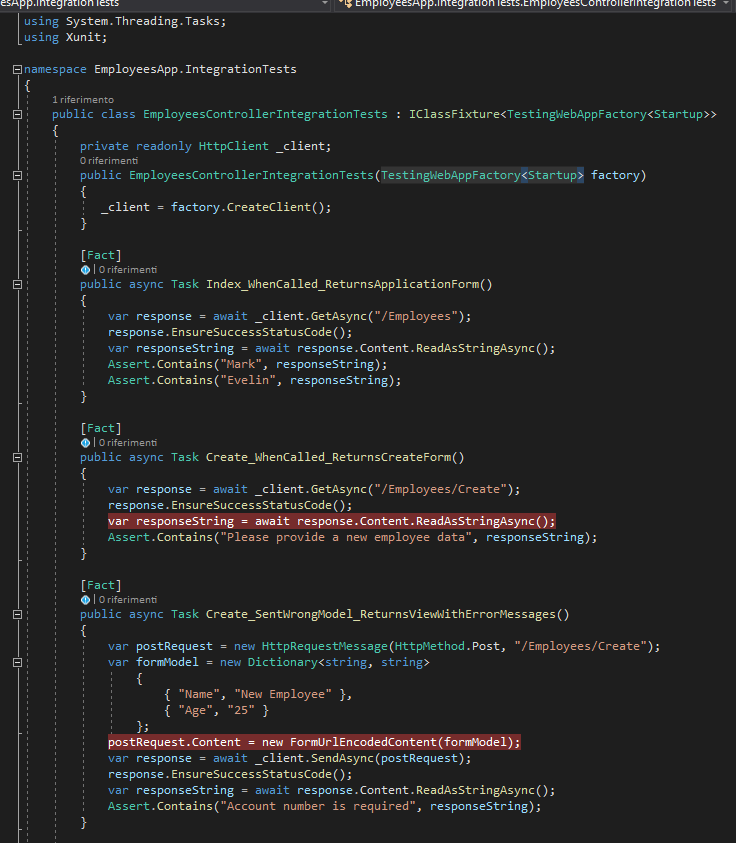 esApp.IntegrationTests EmployeesApp.IntegrationTests.EmployeesControllerIntegrationTests
using System.Threading.Tasks;
using Xunit;
namespace EmployeesApp.IntegrationTests
{
1 riferimento
public class EmployeesControllerIntegrationTests : IClassFixture<TestingWebAppFactory<Startup>>
{
private readonly HttpClient _client;
0 riferimenti
public EmployeesControllerIntegrationTests(TestingWebAppFactory<Startup> factory)
{
_client = factory.CreateClient();
}
[Fact]
| 0 riferimenti
public async Task Index_WhenCalled_ReturnsApplicationForm()
{
var response = await _client.GetAsync("/Employees");
response.EnsureSuccessStatusCode();
var responseString = await response.Content.ReadAsStringAsync();
Assert.Contains("Mark", responseString);
Assert.Contains("Evelin", responseString);
}
[Fact]
| 0 riferimenti
public async Task Create_WhenCalled_ReturnsCreateForm()
{
var response = await _client.GetAsync("/Employees/Create");
response.EnsureSuccessStatusCode();
var responseString = await response.Content.ReadAsStringAsync();
Assert.Contains("Please provide a new employee data", responseString);
}
[Fact]
| 0 riferimenti
public async Task Create_SentWrongModel_ReturnsViewWithErrorMessages()
{
var postRequest = new HttpRequestMessage(HttpMethod.Post, "/Employees/Create");
var formModel = new Dictionary<string, string>
{
{ "Name", "New Employee" },
{ "Age", "25" }
};
postRequest.Content = new FormUrlEncodedContent(formModel);
var response = await _client.SendAsync(postRequest);
response.EnsureSuccessStatusCode();
var responseString = await response.Content.ReadAsStringAsync();
Assert.Contains("Account number is required", responseString);
}